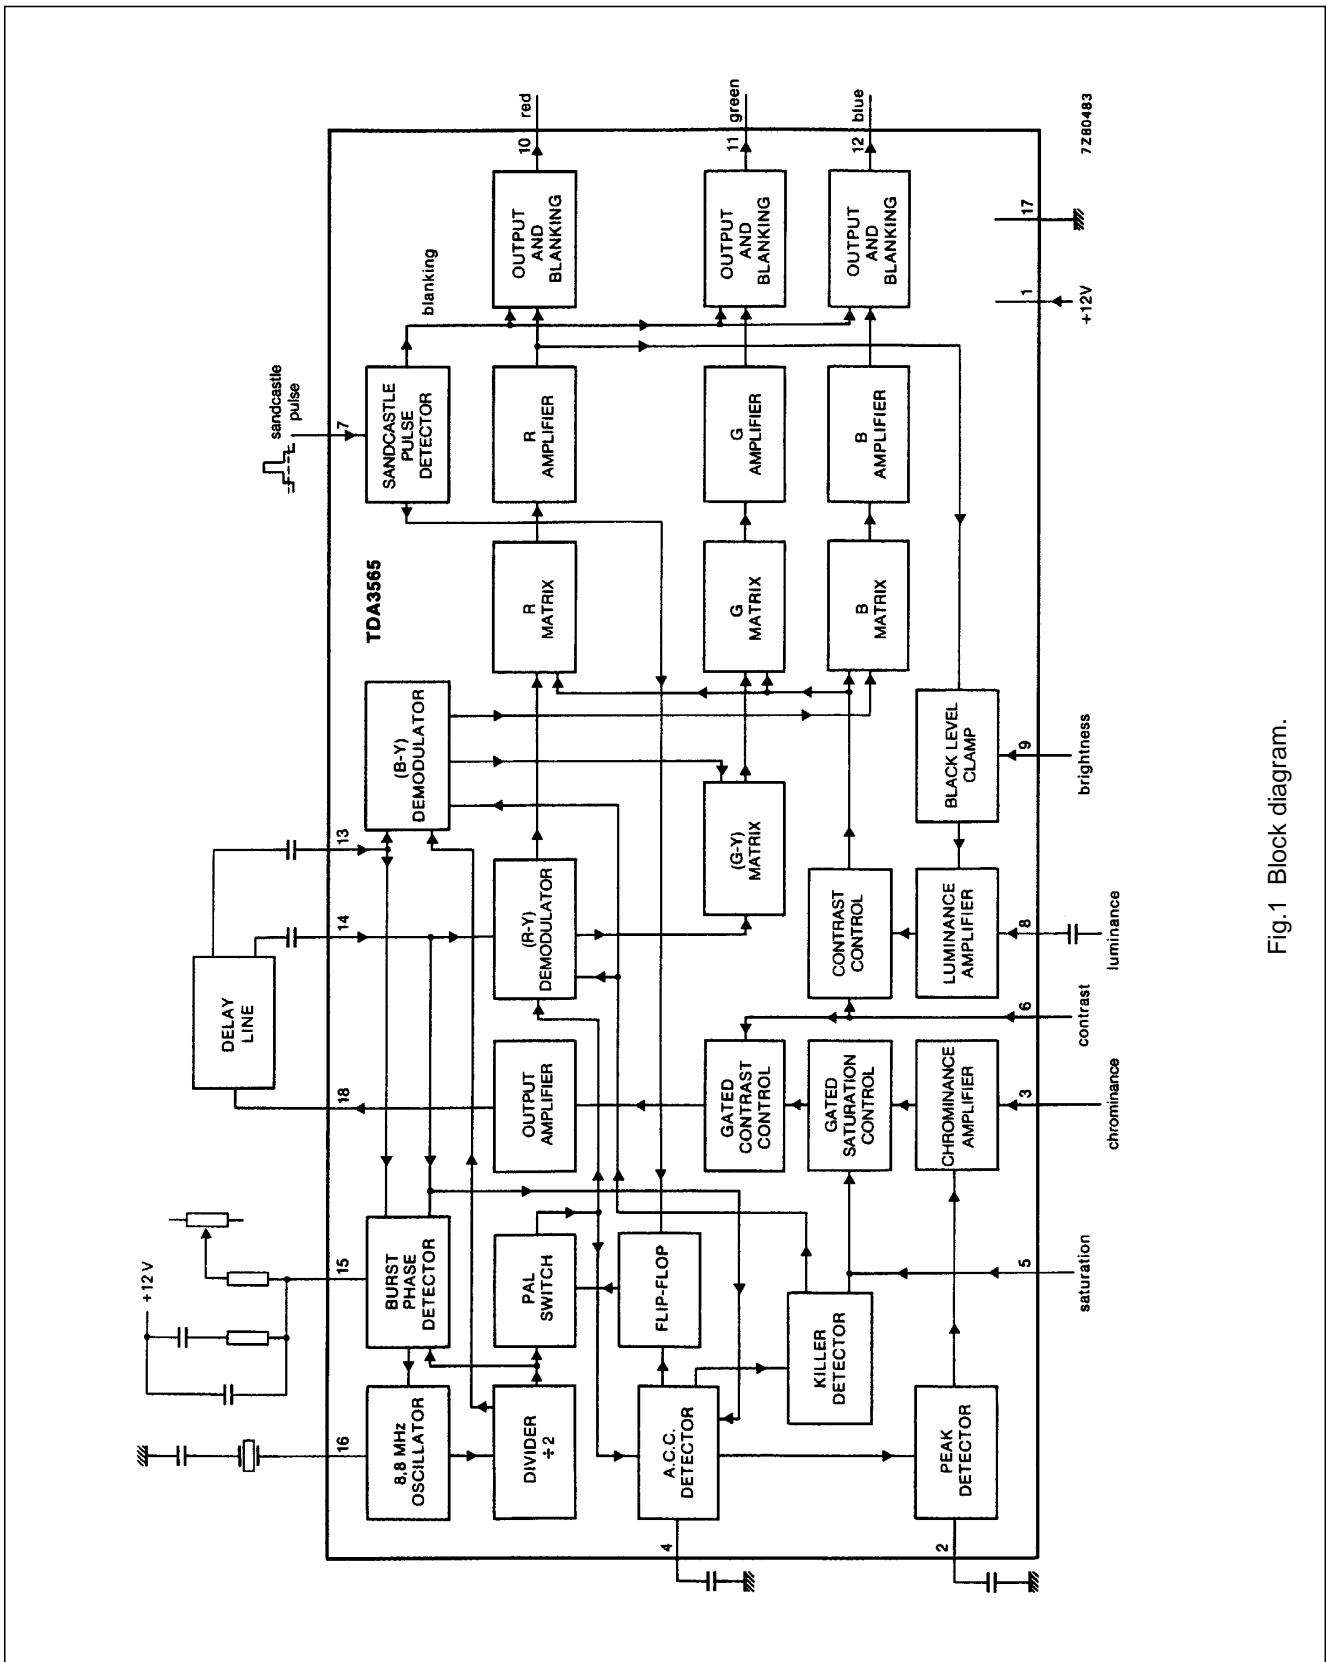 +12V
16
15
18
DELAY
LINE
14
13
sandcastle
pulse
7
TDA3565
8,8 MHz
OSCILLATOR
BURST
PHASE
DETECTOR
(B-Y)
DEMODULATOR
SANDCASTLE
PULSE
DETECTOR
blanking
DIVIDER
÷2
PAL
SWITCH
OUTPUT
AMPLIFIER
(R-Y)
DEMODULATOR
R
MATRIX
R
AMPLIFIER
OUTPUT
AND
BLANKING
10
red
4
A.C.C.
DETECTOR
FLIP-FLOP
GATED
CONTRAST
CONTROL
(G-Y)
MATRIX
G
MATRIX
G
AMPLIFIER
OUTPUT
AND
BLANKING
11
green
KILLER
DETECTOR
GATED
SATURATION
CONTROL
CONTRAST
CONTROL
B
MATRIX
B
AMPLIFIER
OUTPUT
AND
BLANKING
12
blue
2
PEAK
DETECTOR
CHROMINANCE
AMPLIFIER
LUMINANCE
AMPLIFIER
BLACK LEVEL
CLAMP
5
saturation
3
chrominance
6
contrast
8
luminance
9
brightness
1
+12V
17
7Z80483
Fig.1 Block diagram.